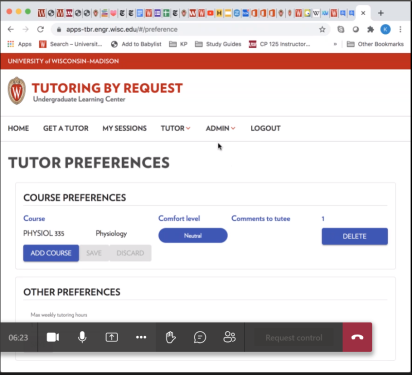 apps-tbr.engr.wisc.edu/#/preference
Apps Search – Universit... Add to Babylist KP Study Guides CP 125 Instructor... » Other Bookmarks
UNIVERSITY of WISCONSIN–MADISON
TUTORING BY REQUEST
Undergraduate Learning Center
HOME GET A TUTOR MY SESSIONS TUTOR ADMIN LOGOUT
TUTOR PREFERENCES
COURSE PREFERENCES
Course Comfort level Comments to tutee 1
PHYSIOL 335 Physiology Neutral DELETE
ADD COURSE SAVE DISCARD
OTHER PREFERENCES
Max weekly tutoring hours
06:23 Request control